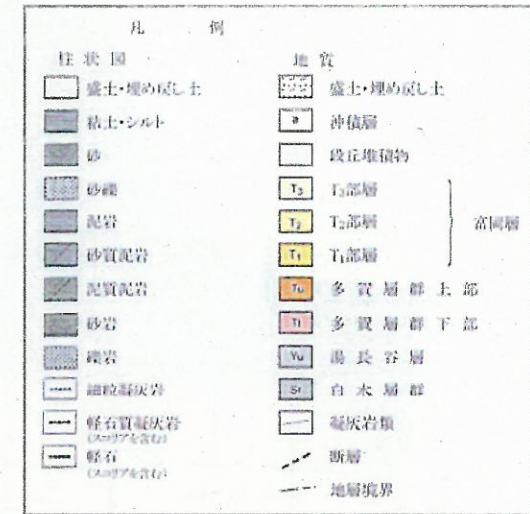 凡 例
柱状図
盛土・埋め戻し土
粘土・シルト
砂
砂礫
泥岩
砂質泥岩
泥質泥岩
砂岩
礫岩
細粒凝灰岩
軽石質凝灰岩
(スコリアを含む)
軽石
(スコリアを含む)
地質
盛土・埋め戻し土
a 沖積層
段丘堆積物
T3 T3部層
T2 T2部層
T1 T1部層
富岡層
Tu 多賀層群上部
Tl 多賀層群下部
Yu 湯長谷層
Sr 白水層群
凝灰岩類
断層
地層境界